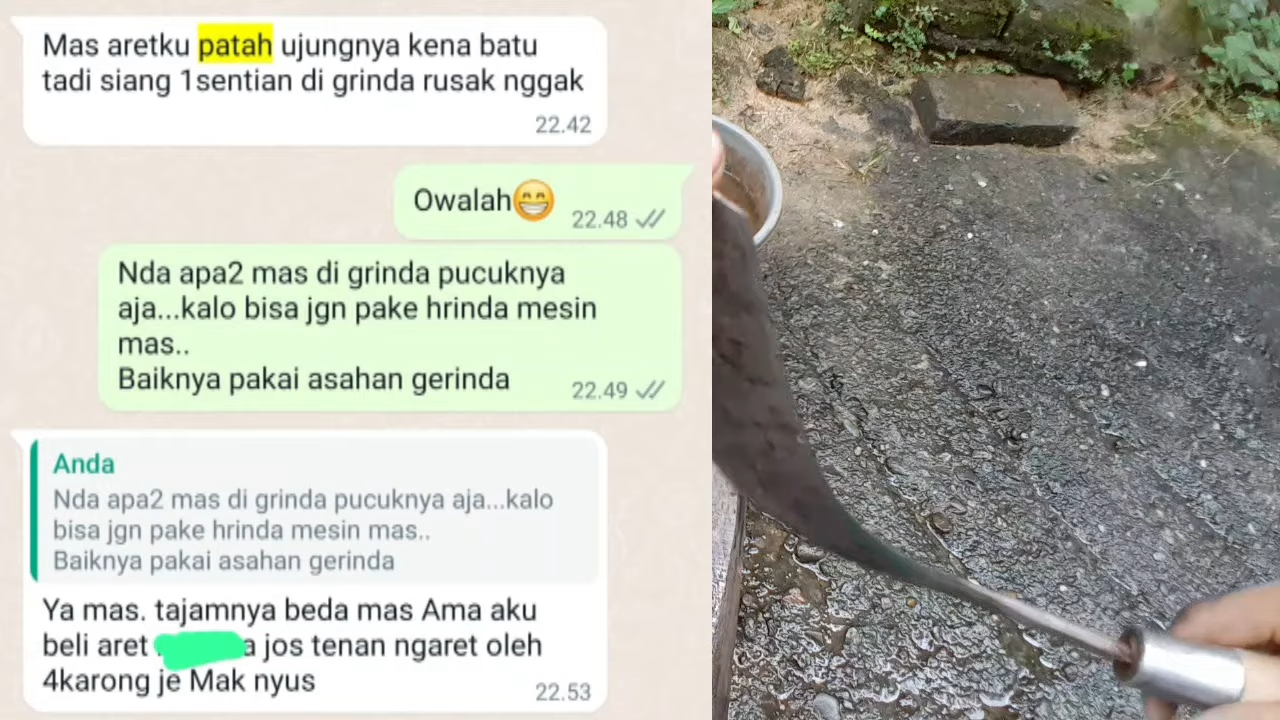 Mas aretku patah ujungnya kena batu
tadi siang 1sentian di grinda rusak nggak
22.42
Owalah😁
22.48
Nda apa2 mas di grinda pucuknya
aja...kalo bisa jgn pake hrinda mesin
mas..
Baiknya pakai asahan gerinda
22.49
Anda
Nda apa2 mas di grinda pucuknya aja...kalo
bisa jgn pake hrinda mesin mas..
Baiknya pakai asahan gerinda
Ya mas. tajamnya beda mas Ama aku
beli aret a jos tenan ngaret oleh
4karong je Mak nyus
22.53